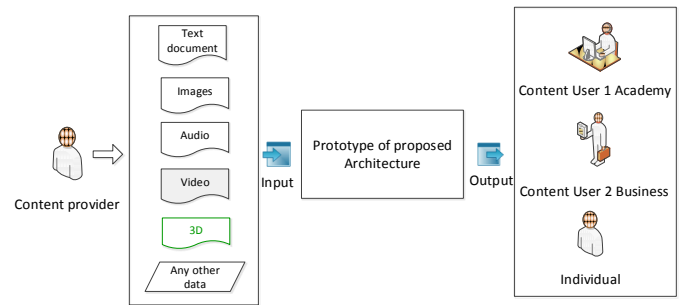 Content provider
Text
document
Images
Audio
Video
3D
Any other
data
Input
Prototype of proposed
Architecture
Output
Content User 1 Academy
Content User 2 Business
Individual